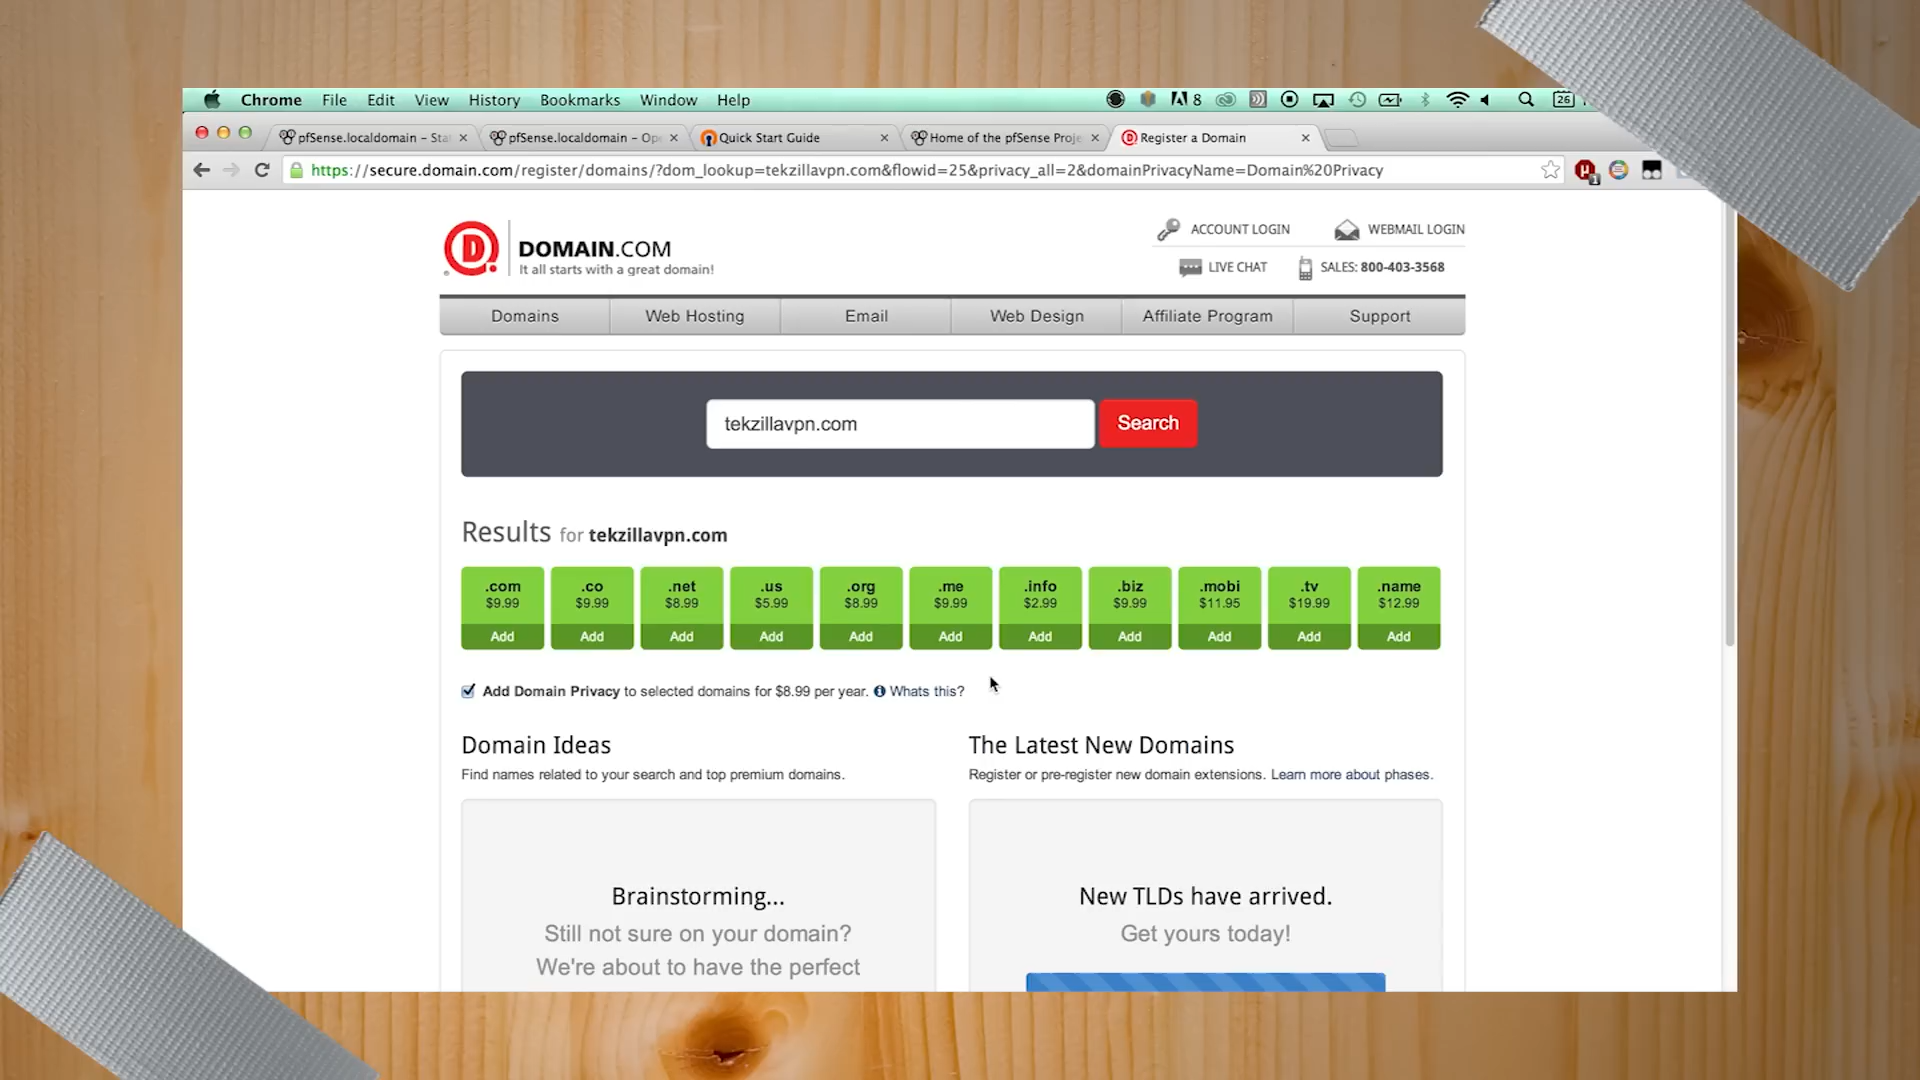 Chrome File Edit View History Bookmarks Window Help 8 26
pfSense.localdomain - Sta pfSense.localdomain - Ope Quick Start Guide Home of the pfSense Proje Register a Domain
https://secure.domain.com/register/domains/?dom_lookup=tekzillavpn.com&flowid=25&privacy_all=2&domainPrivacyName=Domain%20Privacy
ACCOUNT LOGIN WEBMAIL LOGIN
DOMAIN.COM
It all starts with a great domain!
LIVE CHAT SALES: 800-403-3568
Domains Web Hosting Email Web Design Affiliate Program Support
tekzillavpn.com Search
Results for tekzillavpn.com
.com .co .net .us .org .me .info .biz .mobi .tv .name
$9.99 $9.99 $8.99 $5.99 $8.99 $9.99 $2.99 $9.99 $11.95 $19.99 $12.99
Add Add Add Add Add Add Add Add Add Add Add
Add Domain Privacy to selected domains for $8.99 per year. Whats this?
Domain Ideas
Find names related to your search and top premium domains.
The Latest New Domains
Register or pre-register new domain extensions. Learn more about phases.
Brainstorming...
Still not sure on your domain?
We're about to have the perfect
New TLDs have arrived.
Get yours today!